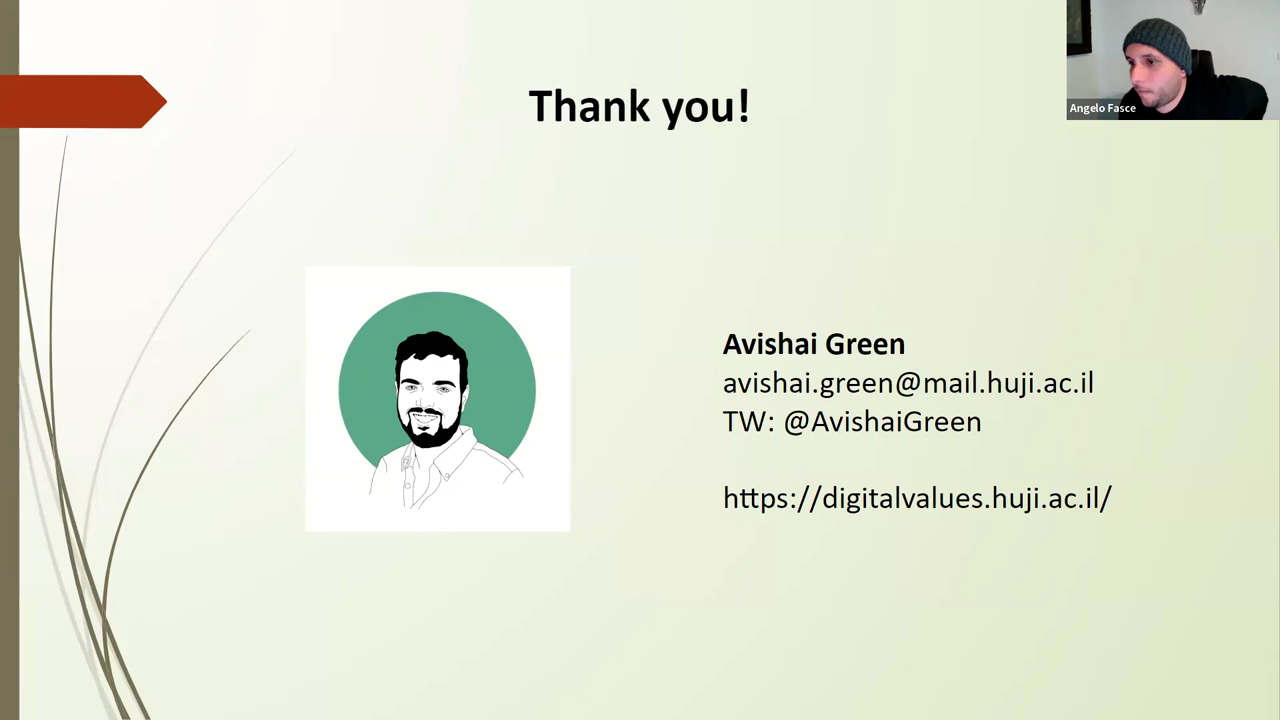 Thank you!
Angelo Fasce
Avishai Green
avishai.green@mail.huji.ac.il
TW: @AvishaiGreen
https://digitalvalues.huji.ac.il/